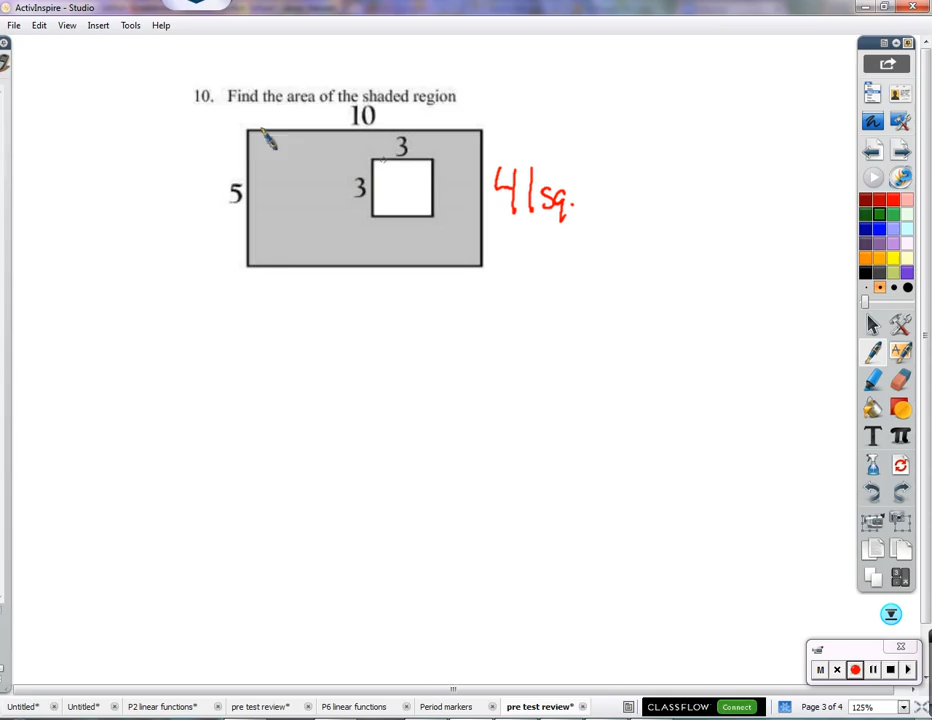 ActivInspire - Studio
File Edit View Insert Tools Help
10. Find the area of the shaded region
10
3
5
3
41 sq.
T π
M
Untitled* Untitled* P2 linear functions* pre test review* P6 linear functions Period markers pre test review* CLASSFLOW Connect Page 3 of 4 125%